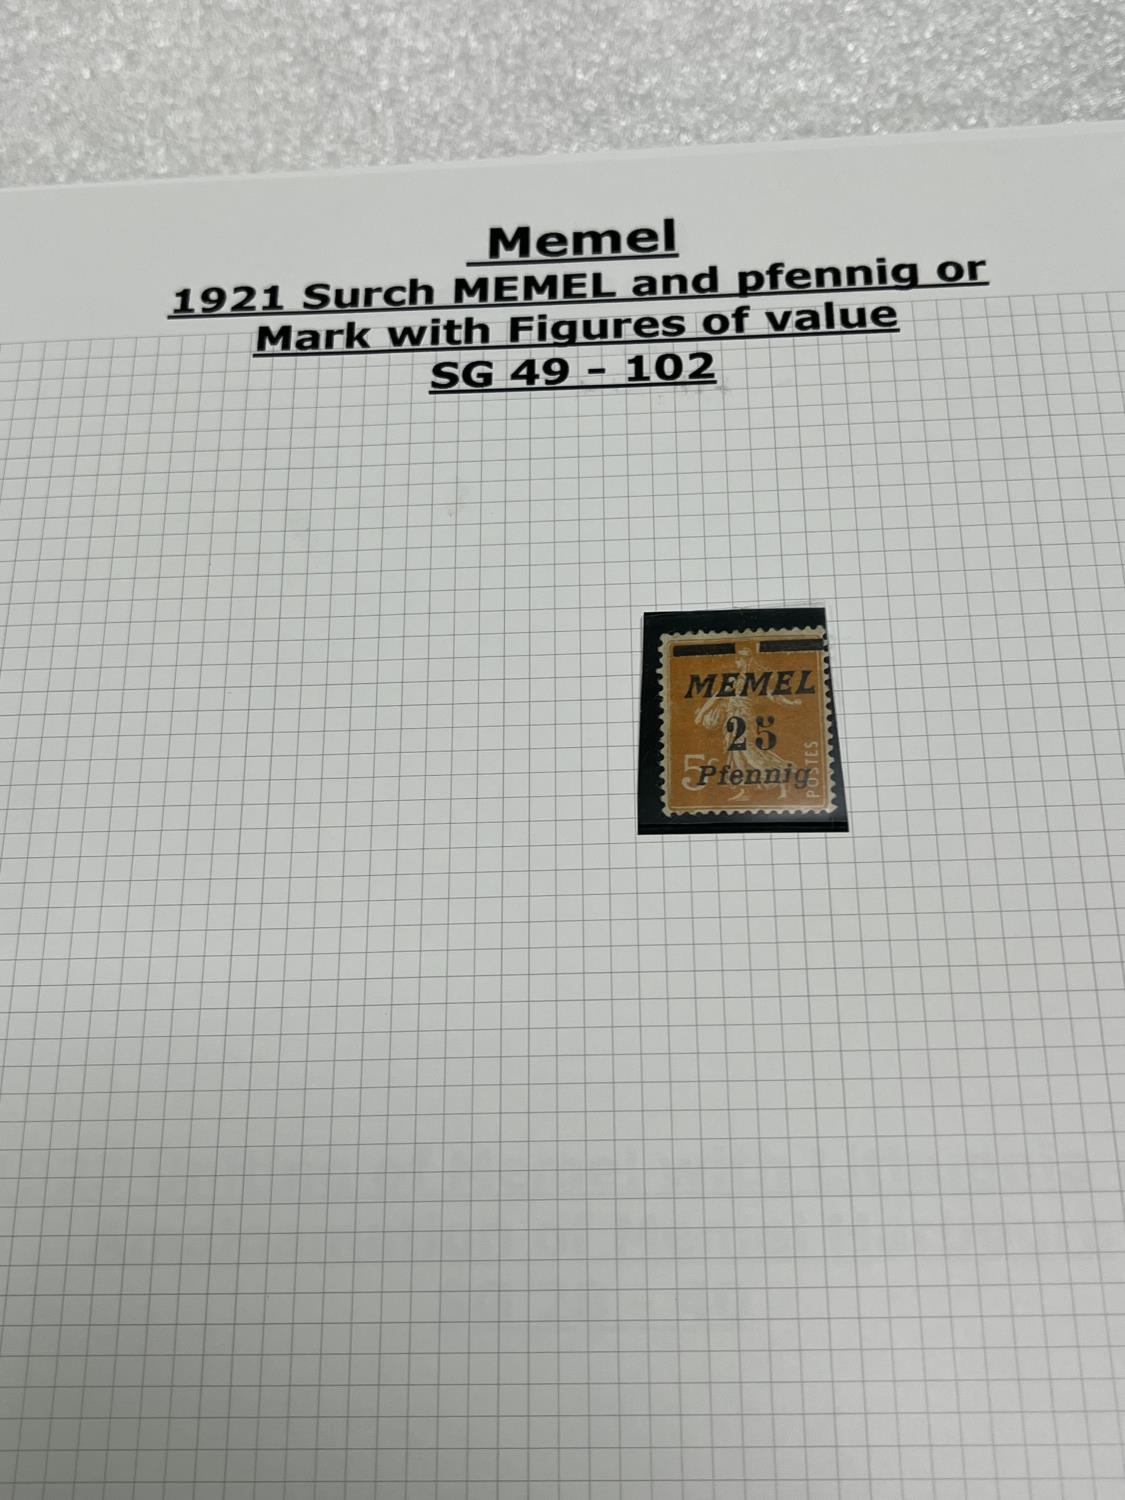 Memel
1921 Surch MEMEL and pfennig or
Mark with Figures of value
SG 49 - 102
MEMEL
25
5
Pfennig
POSTES